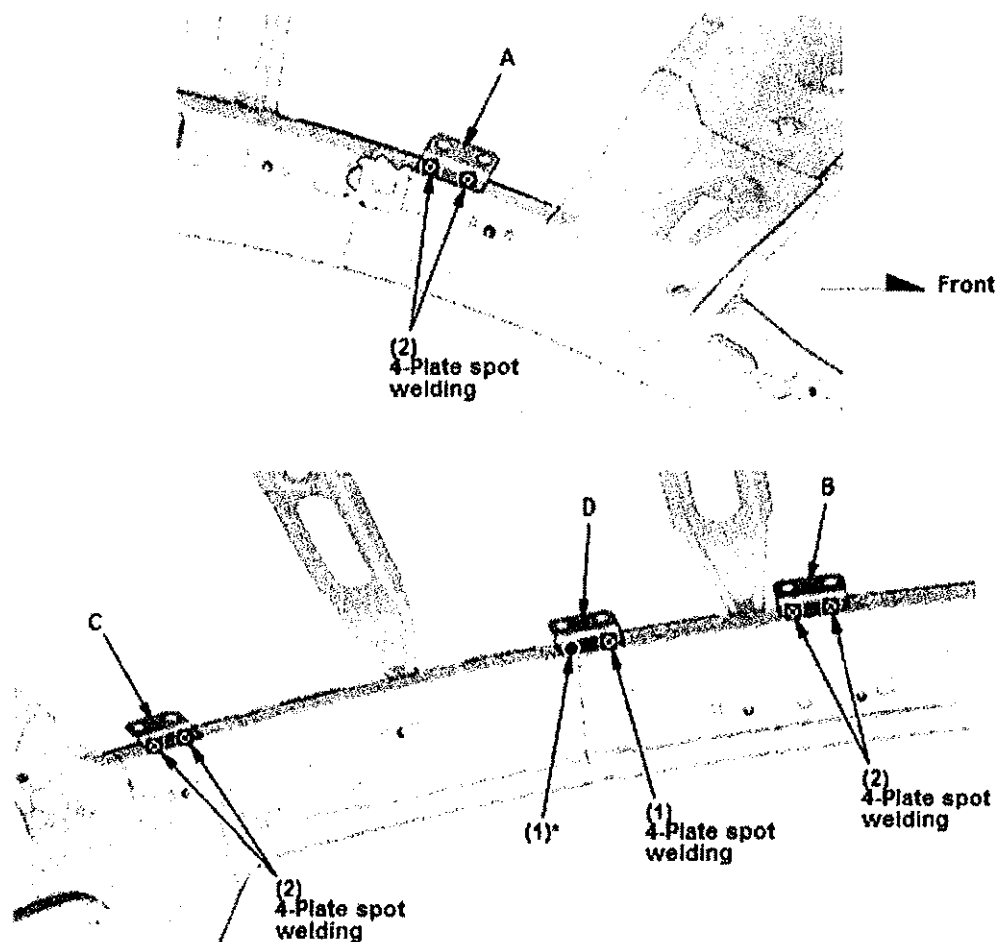 A
Front
(2)
4-Plate spot
welding
D
B
C
(1)*
(1)
4-Plate spot
welding
(2)
4-Plate spot
welding
(2)
4-Plate spot
welding